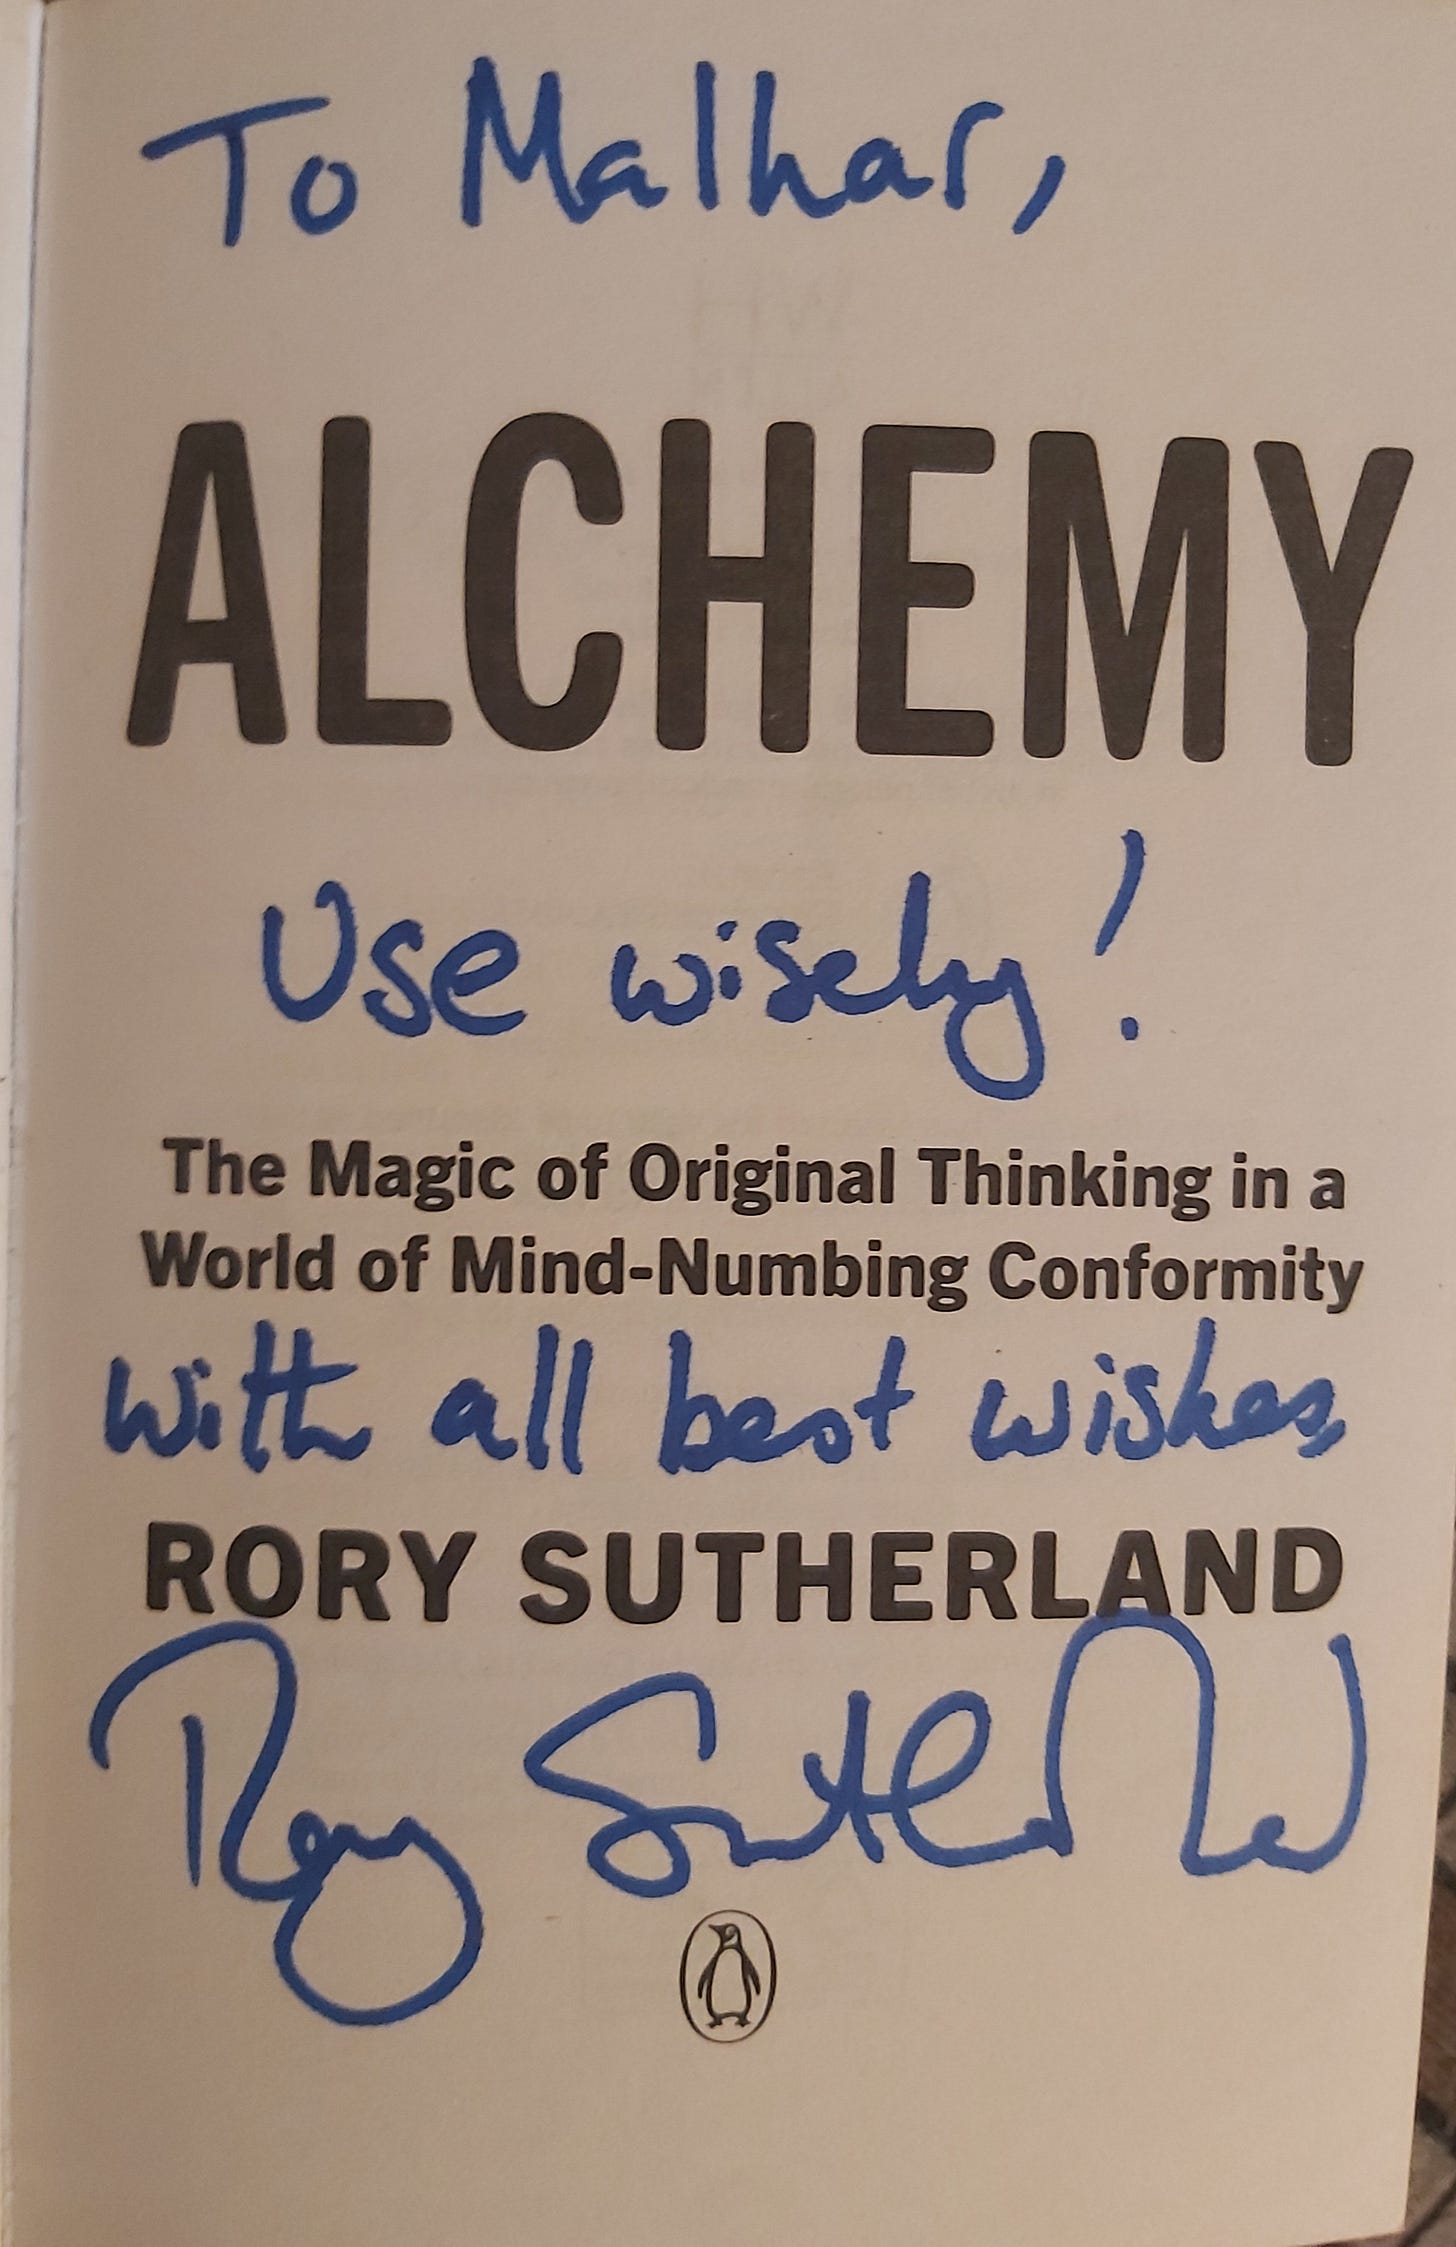 To Malhar,
ALCHEMY
Use wisely!
The Magic of Original Thinking in a
World of Mind-Numbing Conformity
with all best wishes,
RORY SUTHERLAND
Rory Sutherland